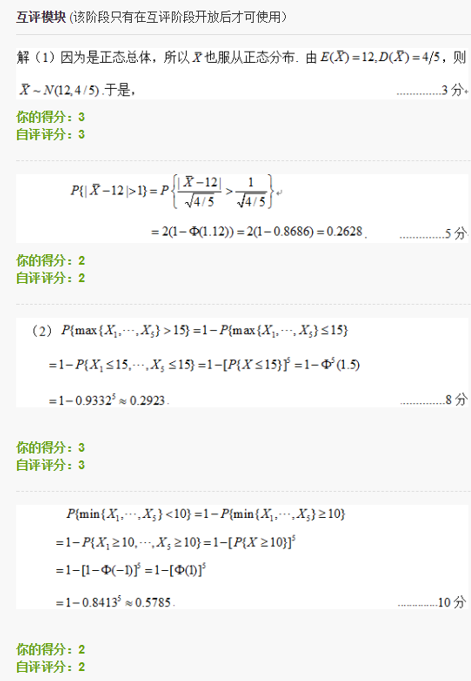 互评模块 (该阶段只有在互评阶段开放后才可使用)
解（1）因为是正态总体，所以 X̄ 也服从正态分布. 由 E(X̄) = 12, D(X̄) = 4/5，则
X̄ ~ N(12, 4/5) .于是， ..............3 分
你的得分：3
自评评分：3
P{| X̄ −12 |>1} = P{ | X̄ −12| / √(4/5) > 1 / √(4/5) }
= 2(1−Φ(1.12)) = 2(1−0.8686) = 0.2628 . ..............5 分
你的得分：2
自评评分：2
（2） P{max{X₁,⋯,X₅} >15} =1−P{max{X₁,⋯,X₅} ≤15}
=1−P{X₁ ≤15,⋯,X₅ ≤15} =1−[P{X ≤15}]⁵ =1−Φ⁵(1.5)
=1−0.9332⁵ ≈ 0.2923 . ..............8 分
你的得分：3
自评评分：3
P{min{X₁,⋯,X₅} <10} =1−P{min{X₁,⋯,X₅} ≥10}
=1−P{X₁ ≥10,⋯,X₅ ≥10} =1−[P{X ≥10}]⁵
=1−[1−Φ(−1)]⁵ =1−[Φ(1)]⁵
=1−0.8413⁵ ≈ 0.5785 . ..............10 分
你的得分：2
自评评分：2